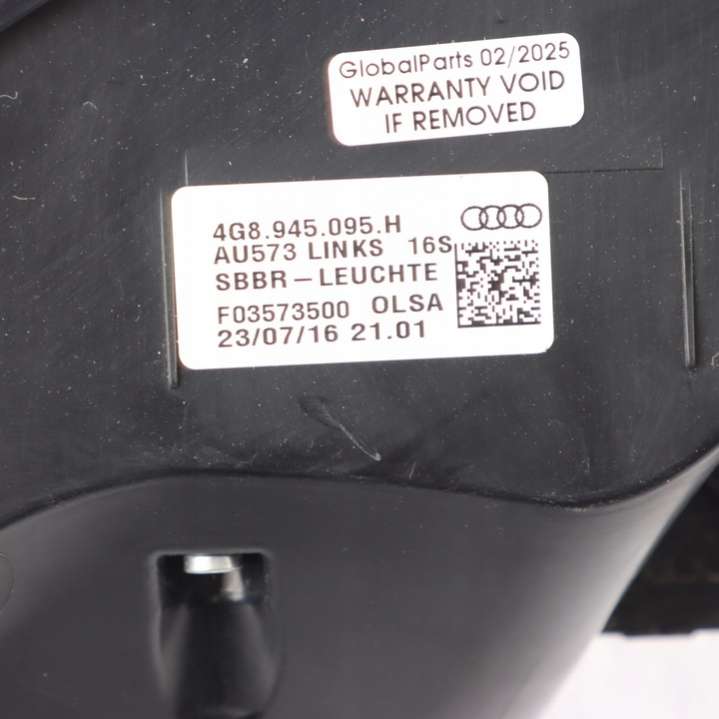 GlobalParts 02/2025
WARRANTY VOID
IF REMOVED
4G8.945.095.H
AU573 LINKS 16S
SBBR-LEUCHTE
F03573500 OLSA
23/07/16 21.01